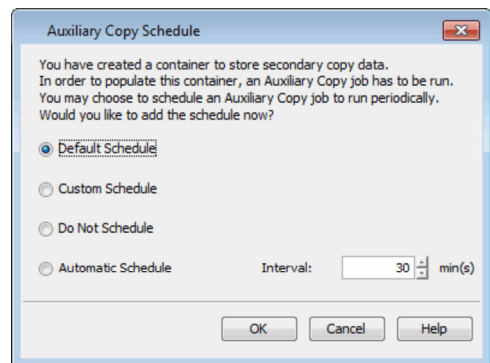 Auxiliary Copy Schedule
You have created a container to store secondary copy data.
In order to populate this container, an Auxiliary Copy job has to be run.
You may choose to schedule an Auxiliary Copy job to run periodically.
Would you like to add the schedule now?
Default Schedule
Custom Schedule
Do Not Schedule
Automatic Schedule Interval: 30 min(s)
OK Cancel Help